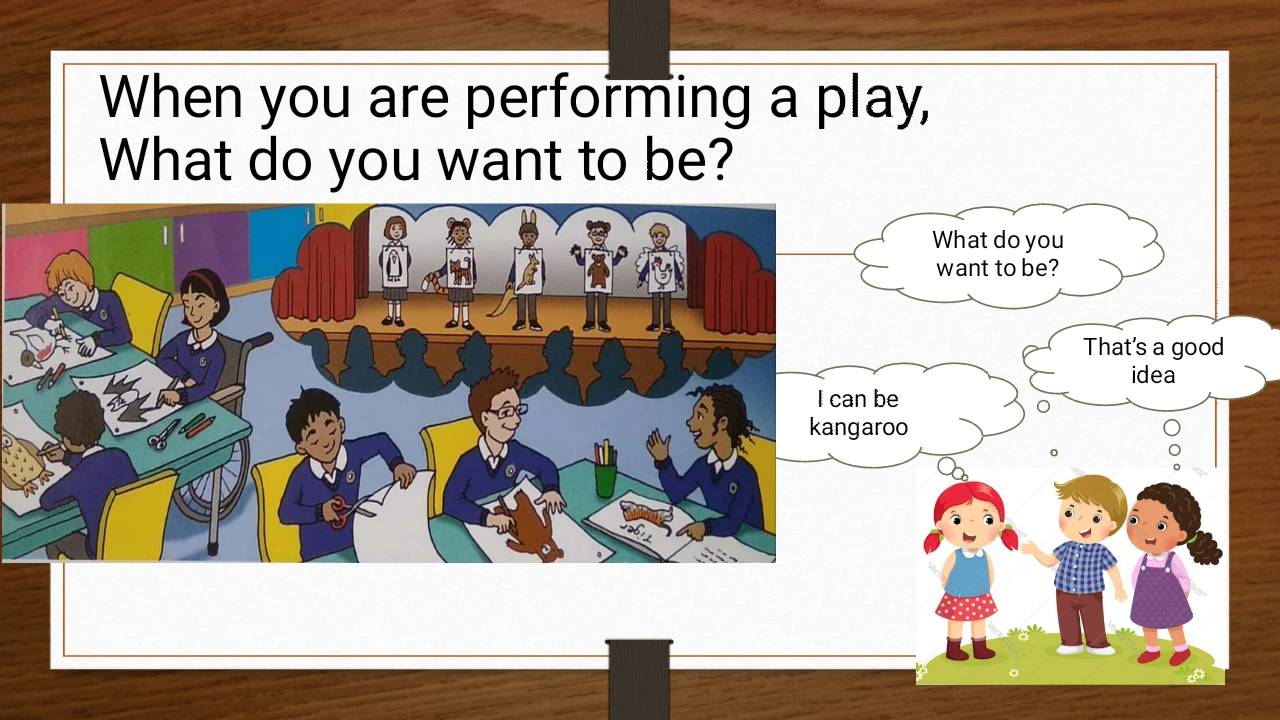 When you are performing a play,
What do you want to be?
What do you
want to be?
That's a good
idea
I can be
kangaroo
Tiger